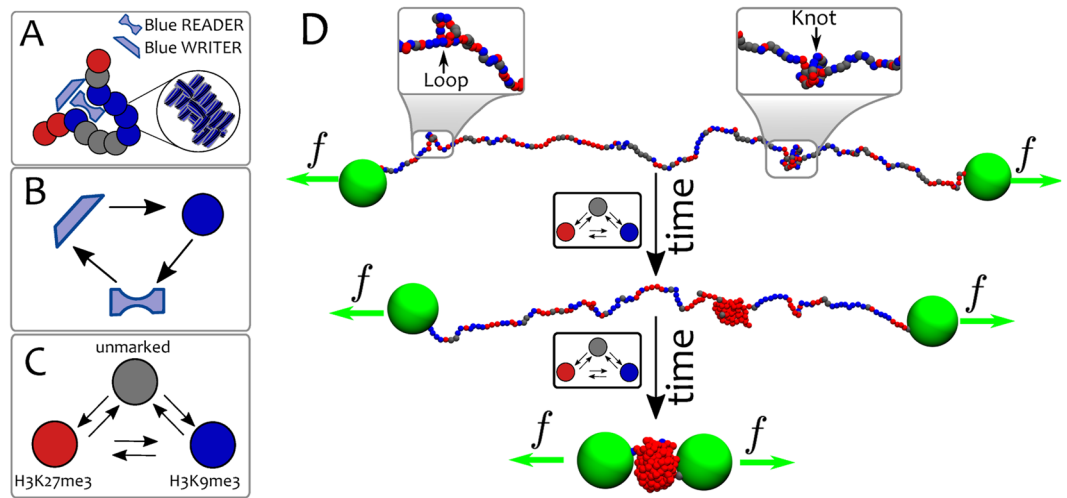 A
Blue READER
Blue WRITER
B
C
unmarked
H3K27me3
H3K9me3
D
Loop
Knot
f
f
time
f
f
time
f
f